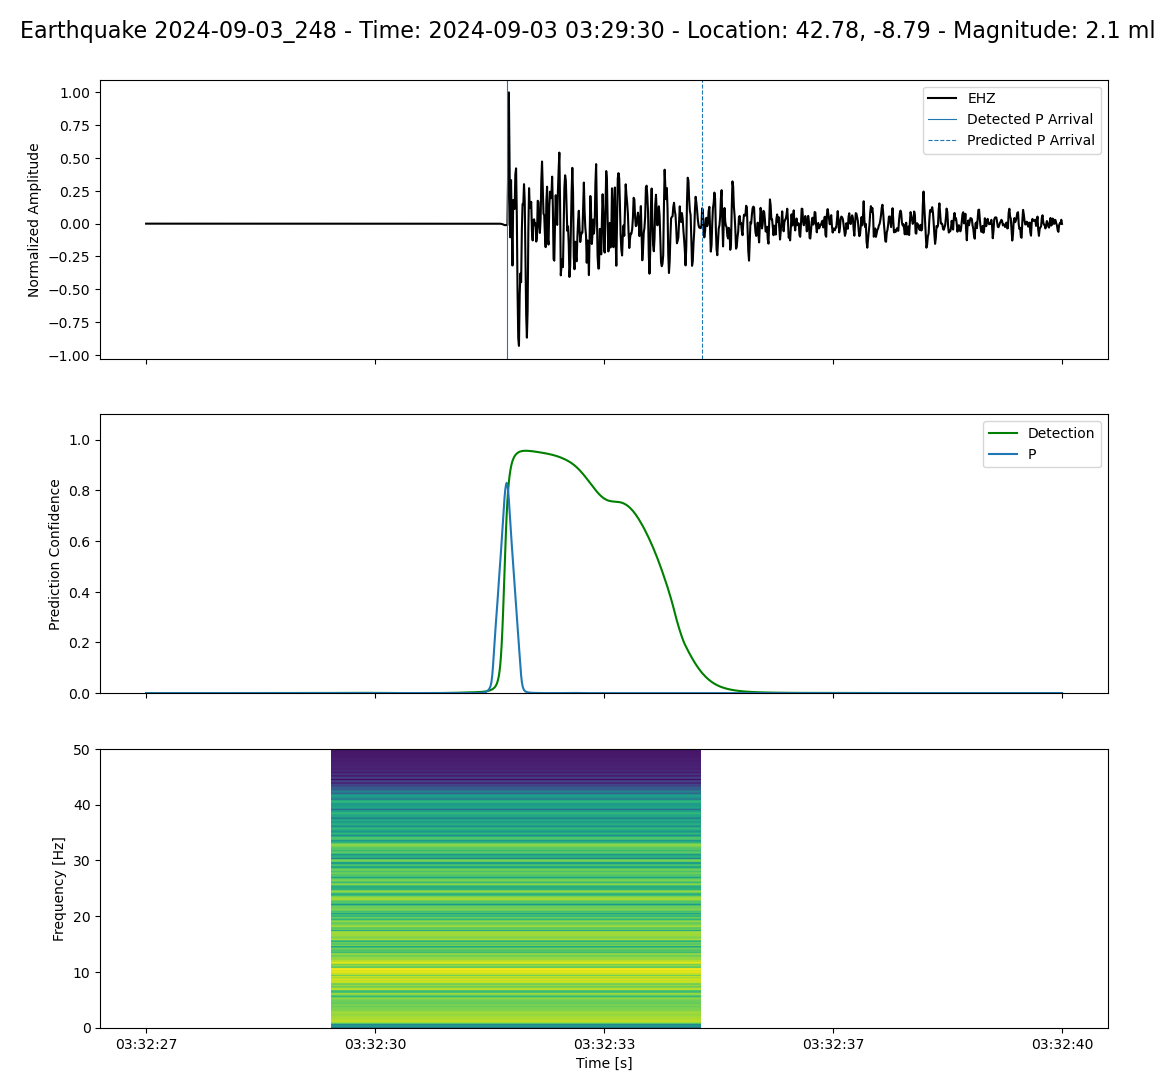 Earthquake 2024-09-03_248 - Time: 2024-09-03 03:29:30 - Location: 42.78, -8.79 - Magnitude: 2.1 ml
1.00
0.75
0.50
0.25
0.00
−0.25
−0.50
−0.75
−1.00
Normalized Amplitude
EHZ
Detected P Arrival
Predicted P Arrival
1.0
0.8
0.6
0.4
0.2
0.0
Prediction Confidence
Detection
P
50
40
30
20
10
0
Frequency [Hz]
03:32:27 03:32:30 03:32:33 03:32:37 03:32:40
Time [s]